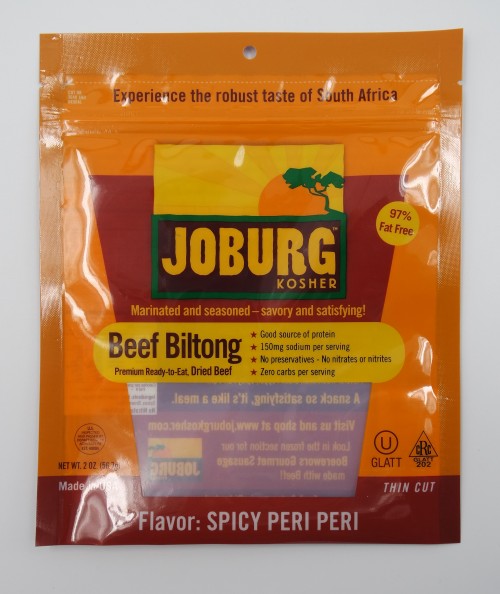 Experience the robust taste of South Africa
97%
Fat Free
JOBURG™
KOSHER
Marinated and seasoned – savory and satisfying!
Beef Biltong
Premium Ready-to-Eat, Dried Beef
★ Good source of protein
★ 150mg sodium per serving
★ No preservatives - No nitrates or nitrites
★ Zero carbs per serving
A snack so satisfying, it's like a meal.
Visit us and shop at www.joburgkosher.com
Look in the frozen section for our
Boerewors Gourmet Sausage
made with Beef!
JOBURG
U
GLATT
GLATT
NET WT. 2 OZ
Made in
THIN CUT
Flavor: SPICY PERI PERI